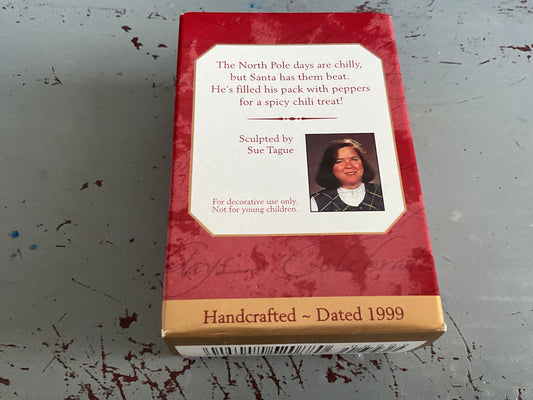 The North Pole days are chilly,
but Santa has them beat.
He's filled his pack with peppers
for a spicy chili treat!
Sculpted by
Sue Tague
For decorative use only.
Not for young children.
days
Handcrafted ~ Dated 1999